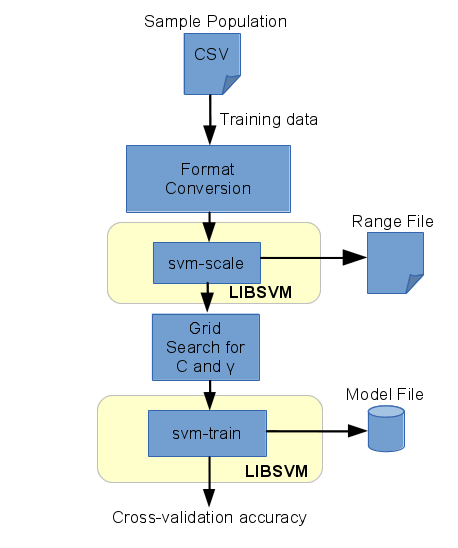 Sample Population
CSV
Training data
Format
Conversion
Range File
svm-scale
LIBSVM
Grid
Search for
C and γ
Model File
svm-train
LIBSVM
Cross-validation accuracy